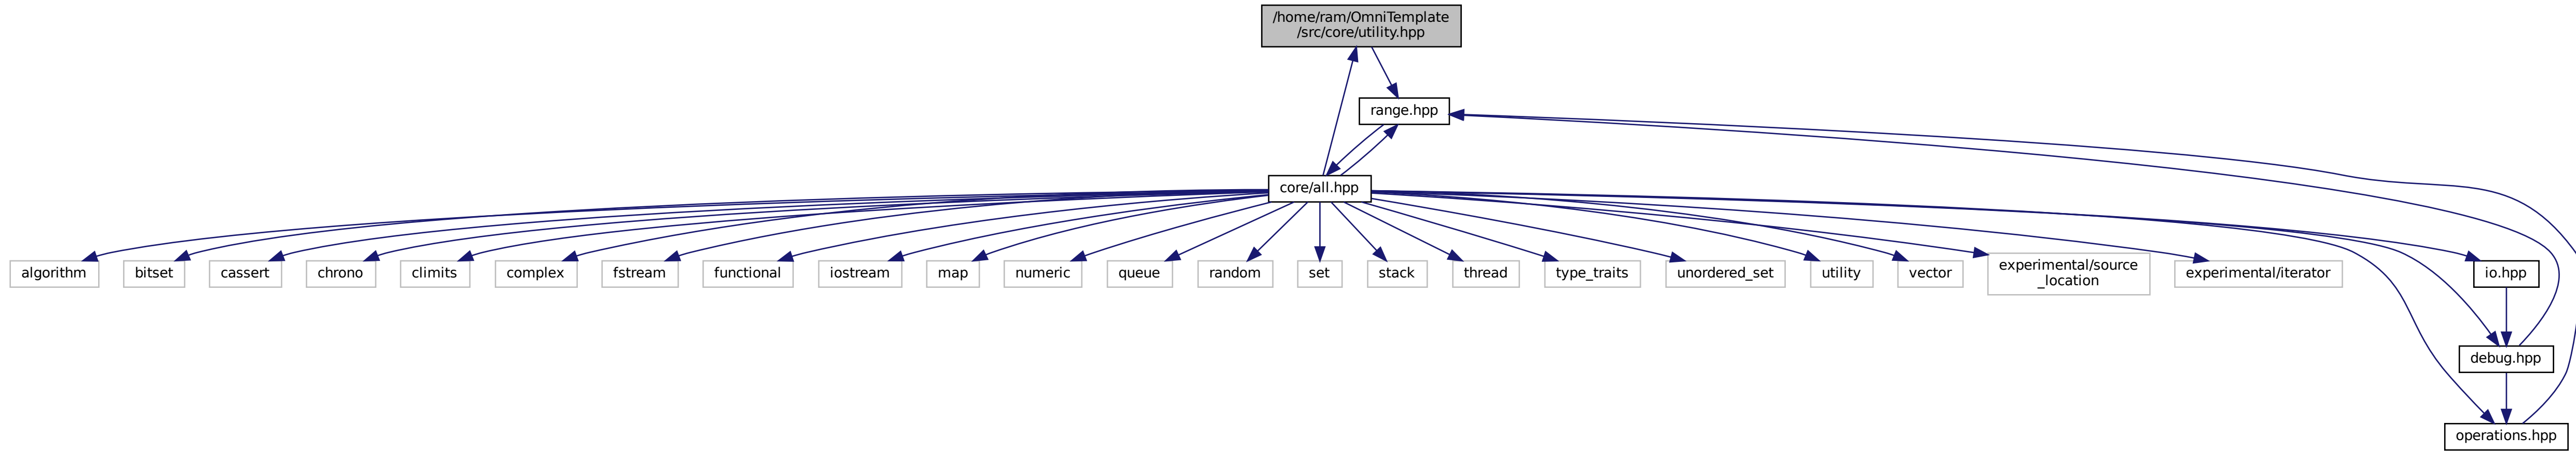 /home/ram/OmniTemplate
/src/core/utility.hpp
range.hpp
core/all.hpp
algorithm
bitset
cassert
chrono
climits
complex
fstream
functional
iostream
map
numeric
queue
random
set
stack
thread
type_traits
unordered_set
utility
vector
experimental/source
_location
experimental/iterator
io.hpp
debug.hpp
operations.hpp